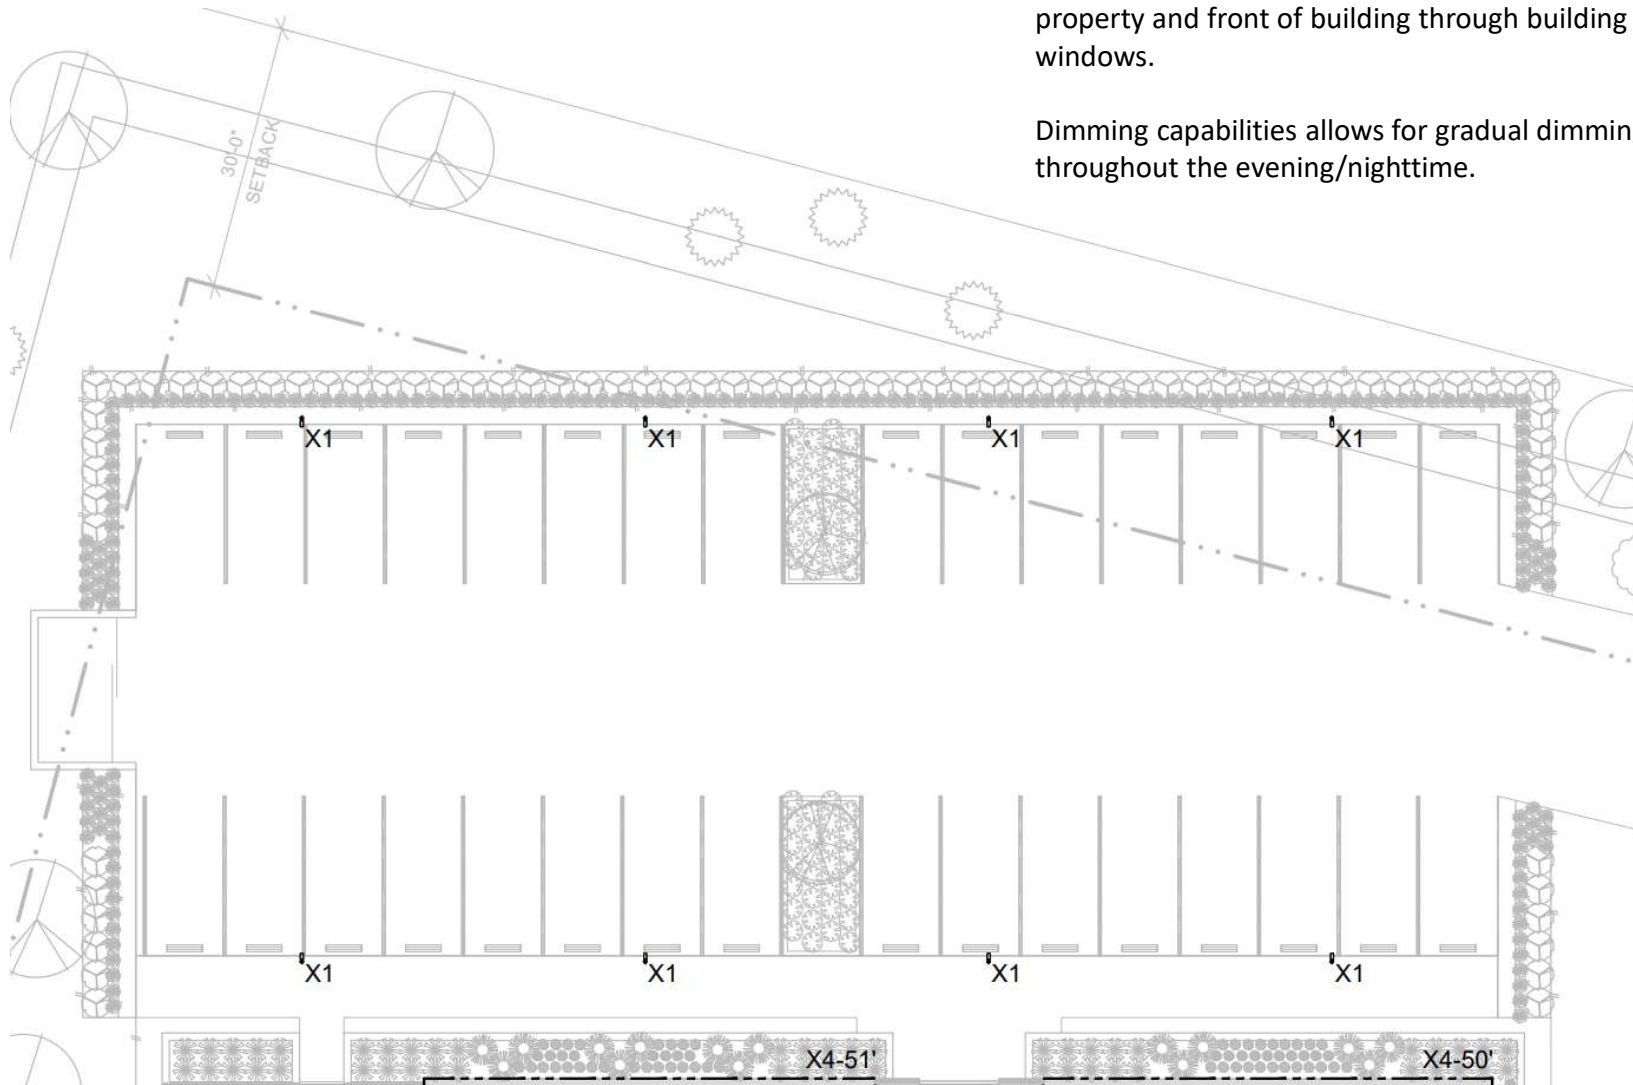 property and front of building through building
windows.
Dimming capabilities allows for gradual dimmin
throughout the evening/nighttime.
30'-0"
SETBACK
X1 X1 X1 X1
X1 X1 X1 X1
X4-51' X4-50'